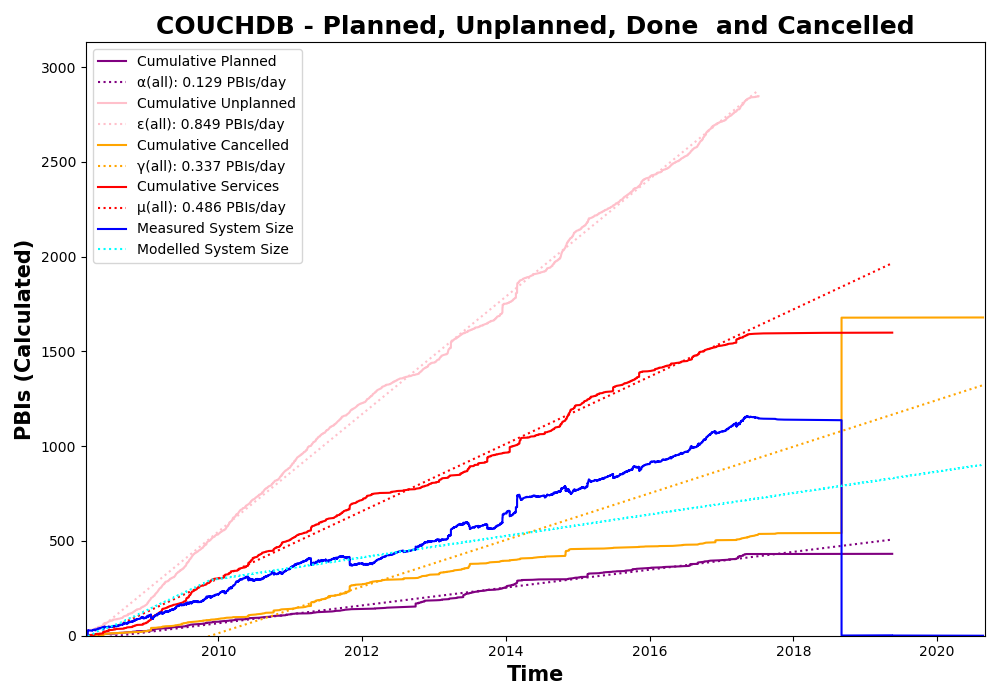 COUCHDB - Planned, Unplanned, Done  and Cancelled
Cumulative Planned
α(all): 0.129 PBIs/day
Cumulative Unplanned
ε(all): 0.849 PBIs/day
Cumulative Cancelled
γ(all): 0.337 PBIs/day
Cumulative Services
μ(all): 0.486 PBIs/day
Measured System Size
Modelled System Size
PBIs (Calculated)
3000
2500
2000
1500
1000
500
0
2010 2012 2014 2016 2018 2020
Time